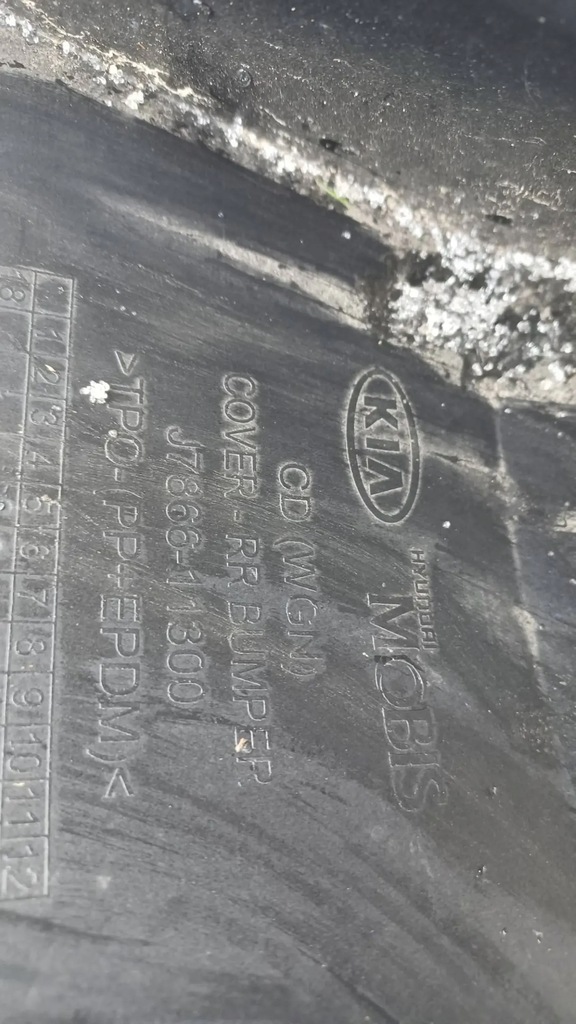 KIA
HYUNDAI
MOBIS
CD (WGN)
COVER-RR BUMPER
J7866-11300
>TPO-(PP+EPDM)<
1 2 3 4 5 6 7 8 9 10 11 12
18